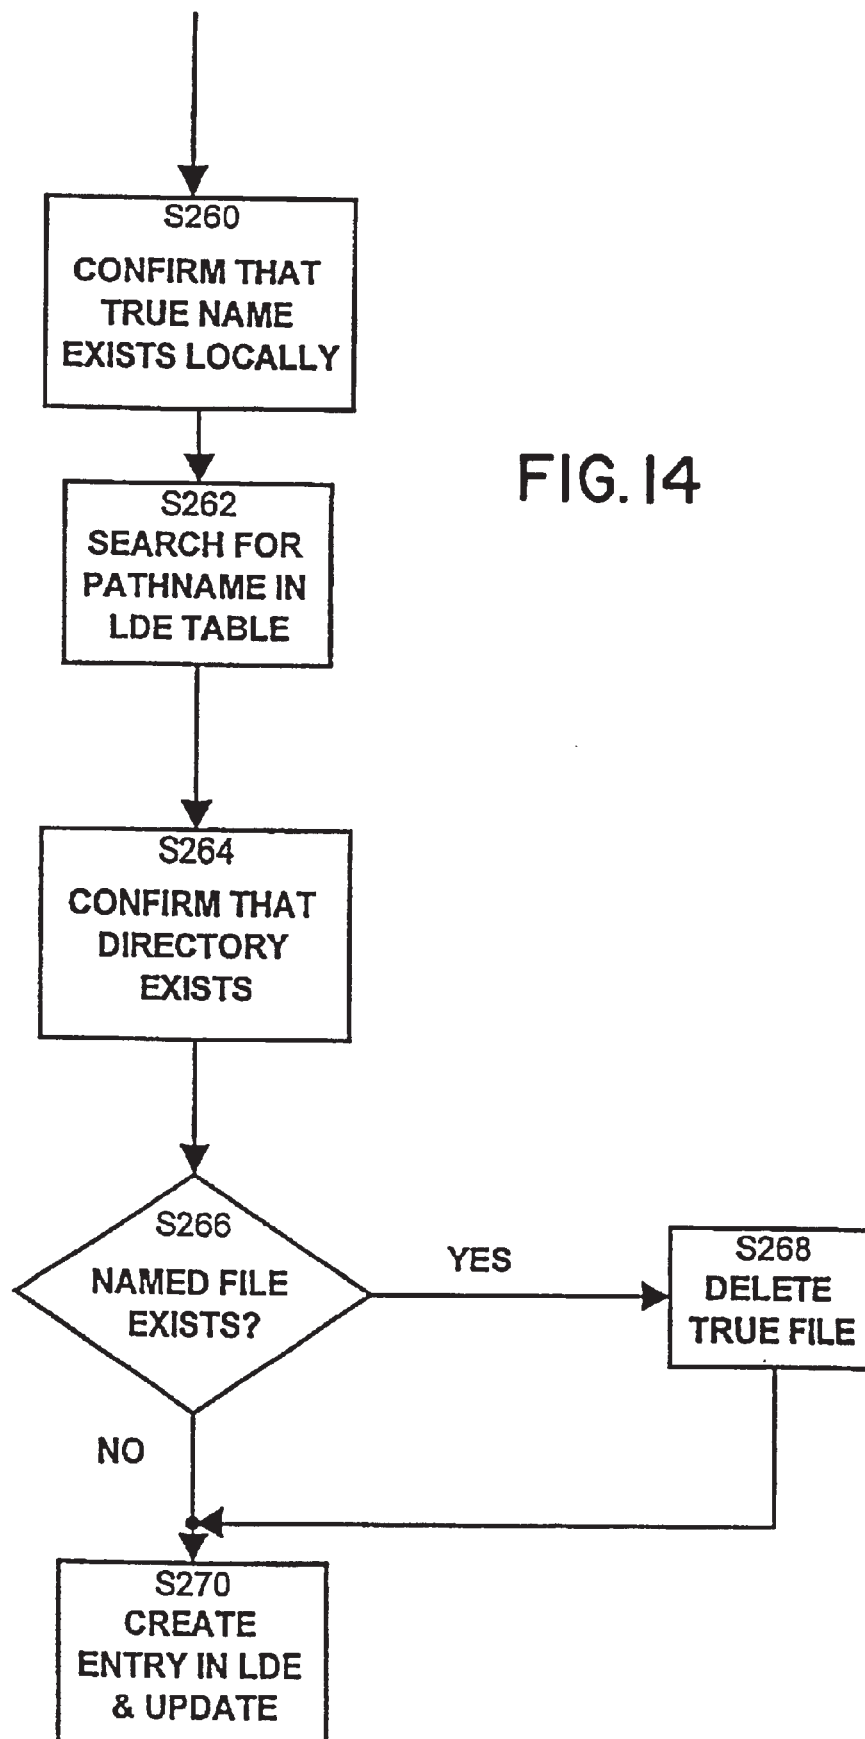 S260
CONFIRM THAT
TRUE NAME
EXISTS LOCALLY
FIG. 14
S262
SEARCH FOR
PATHNAME IN
LDE TABLE
S264
CONFIRM THAT
DIRECTORY
EXISTS
S266
NAMED FILE
EXISTS?
YES
S268
DELETE
TRUE FILE
NO
S270
CREATE
ENTRY IN LDE
& UPDATE